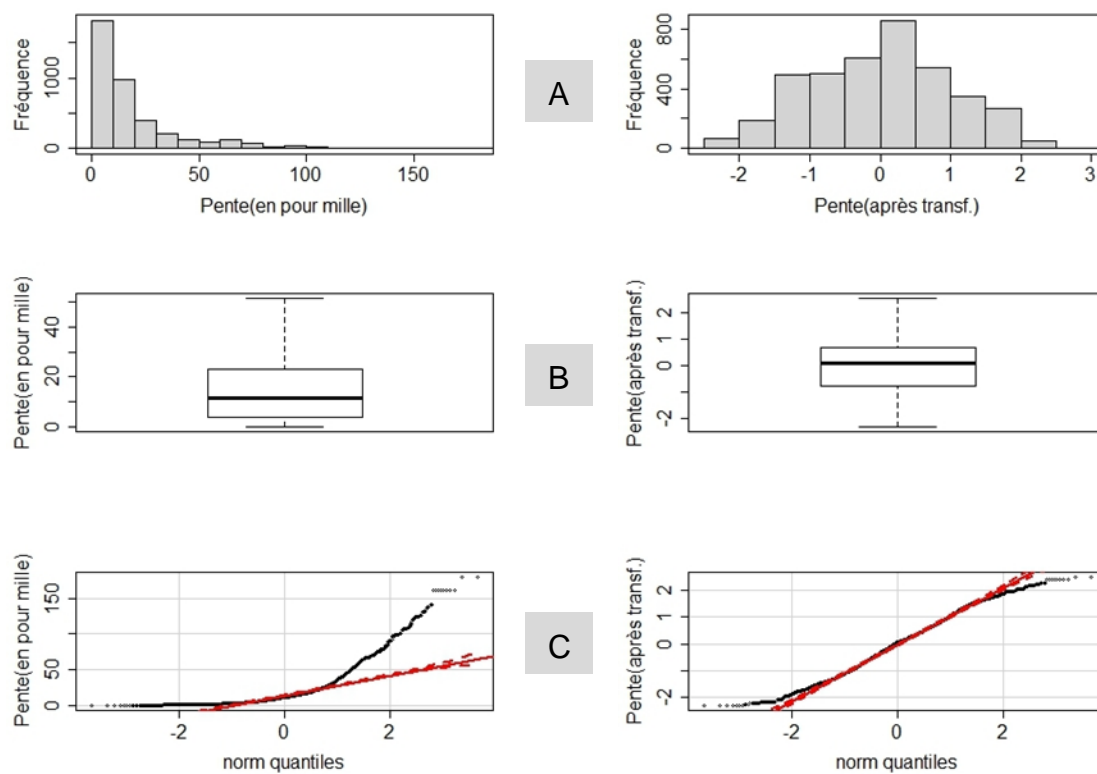 Fréquence
1000
0
0 50 100 150
Pente(en pour mille)
A
Fréquence
800
400
0
-2 -1 0 1 2 3
Pente(après transf.)
Pente(en pour mille)
40
20
0
B
Pente(après transf.)
2
0
-2
Pente(en pour mille)
150
50
0
-2 0 2
norm quantiles
C
Pente(après transf.)
2
1
0
-2
-2 0 2
norm quantiles